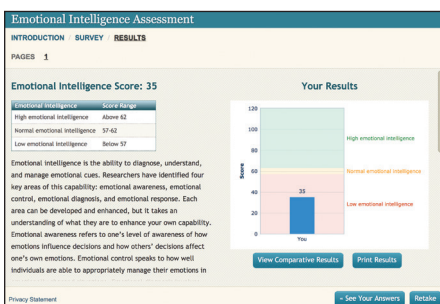 Emotional Intelligence Assessment
INTRODUCTION / SURVEY / RESULTS
PAGES 1
Emotional Intelligence Score: 35
Emotional Intelligence Score Range
High emotional intelligence Above 62
Normal emotional intelligence 57-62
Low emotional intelligence Below 57
Emotional intelligence is the ability to diagnose, understand,
and manage emotional cues. Researchers have identified four
key areas of this capability: emotional awareness, emotional
control, emotional diagnosis, and emotional response. Each
area can be developed and enhanced, but it takes an
understanding of what they are to enhance your own capability.
Emotional awareness refers to one's level of awareness of how
emotions influence decisions and how others' decisions affect
one's own emotions. Emotional control speaks to how well
individuals are able to appropriately manage their emotions in
Your Results
120
100
80
60
40
20
0
Score
35
You
High emotional intelligence
Normal emotional intelligence
Low emotional intelligence
View Comparative Results
Print Results
Privacy Statement
See Your Answers
Retake